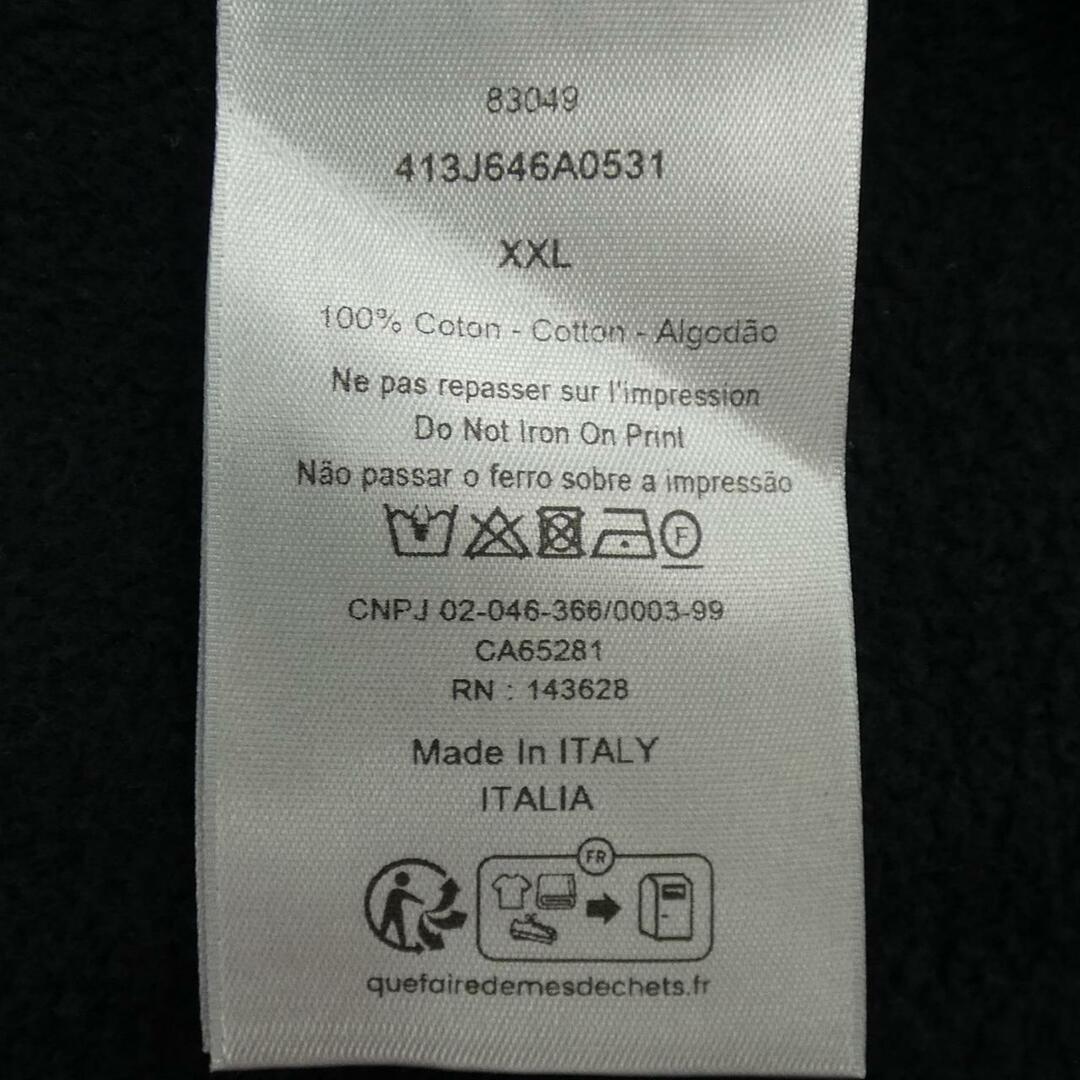 83049
413J646A0531
XXL
100% Coton - Cotton - Algodão
Ne pas repasser sur l'impression
Do Not Iron On Print
Não passar o ferro sobre a impressão
F
CNPJ 02-046-366/0003-99
CA65281
RN : 143628
Made In ITALY
ITALIA
FR
quefairedemesdechets.fr